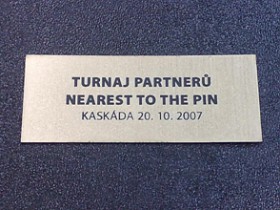 TURNAJ PARTNERŮ
NEAREST TO THE PIN
KASKÁDA 20. 10. 2007